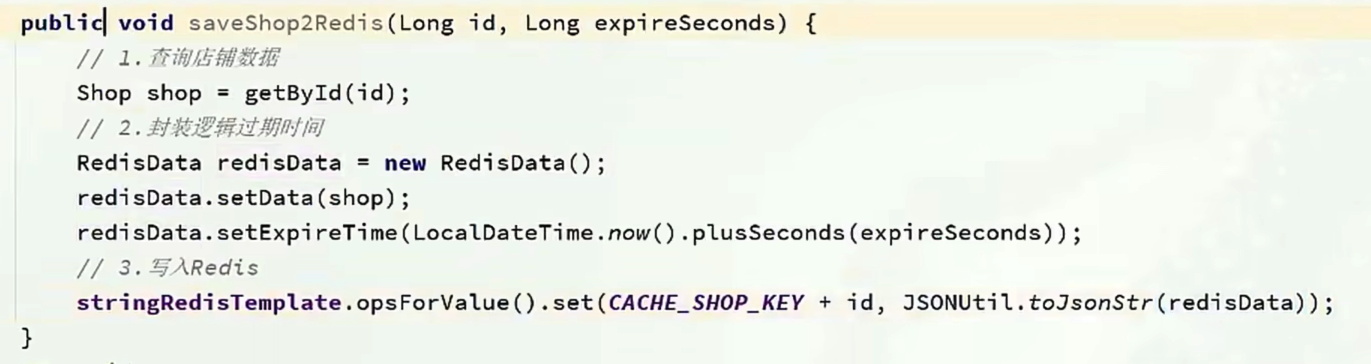 public void saveShop2Redis(Long id, Long expireSeconds) {
// 1.查询店铺数据
Shop shop = getById(id);
// 2.封装逻辑过期时间
RedisData redisData = new RedisData();
redisData.setData(shop);
redisData.setExpireTime(LocalDateTime.now().plusSeconds(expireSeconds));
// 3.写入Redis
stringRedisTemplate.opsForValue().set(CACHE_SHOP_KEY + id, JSONUtil.toJsonStr(redisData));
}